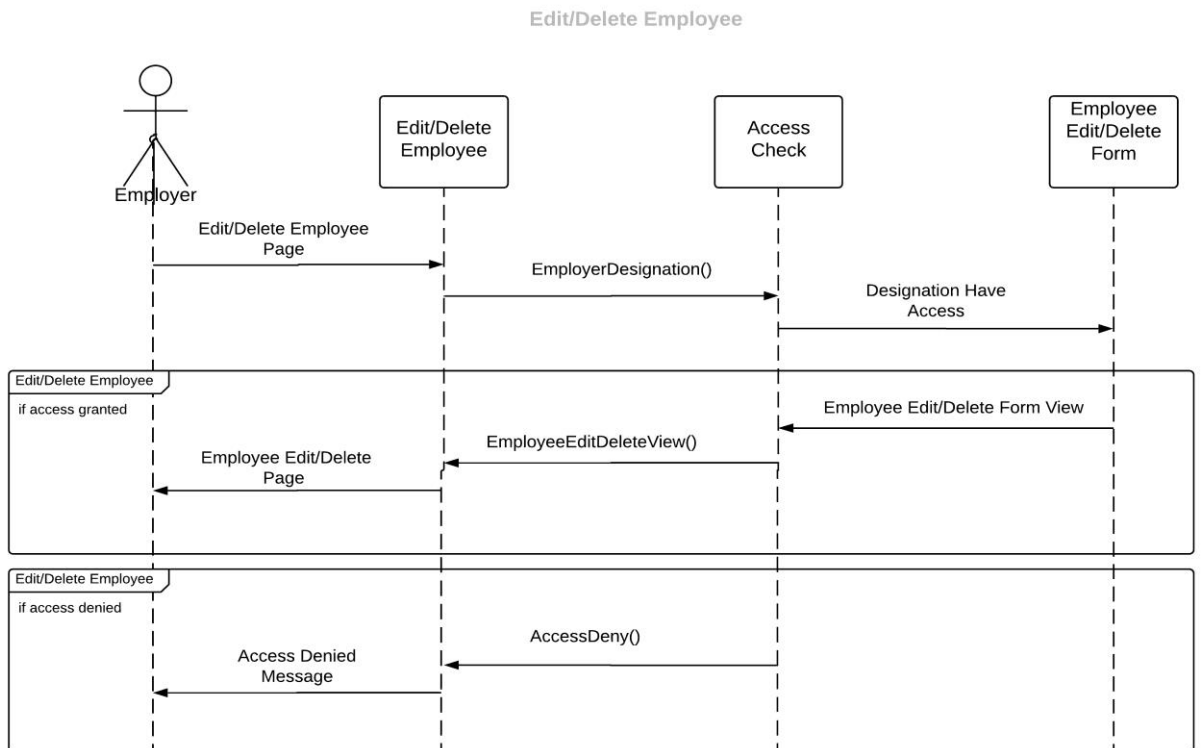 Edit/Delete Employee
Employer
Edit/Delete
Employee
Access
Check
Employee
Edit/Delete
Form
Edit/Delete Employee
Page
EmployerDesignation()
Designation Have
Access
Edit/Delete Employee
if access granted
Employee Edit/Delete Form View
EmployeeEditDeleteView()
Employee Edit/Delete
Page
Edit/Delete Employee
if access denied
AccessDeny()
Access Denied
Message